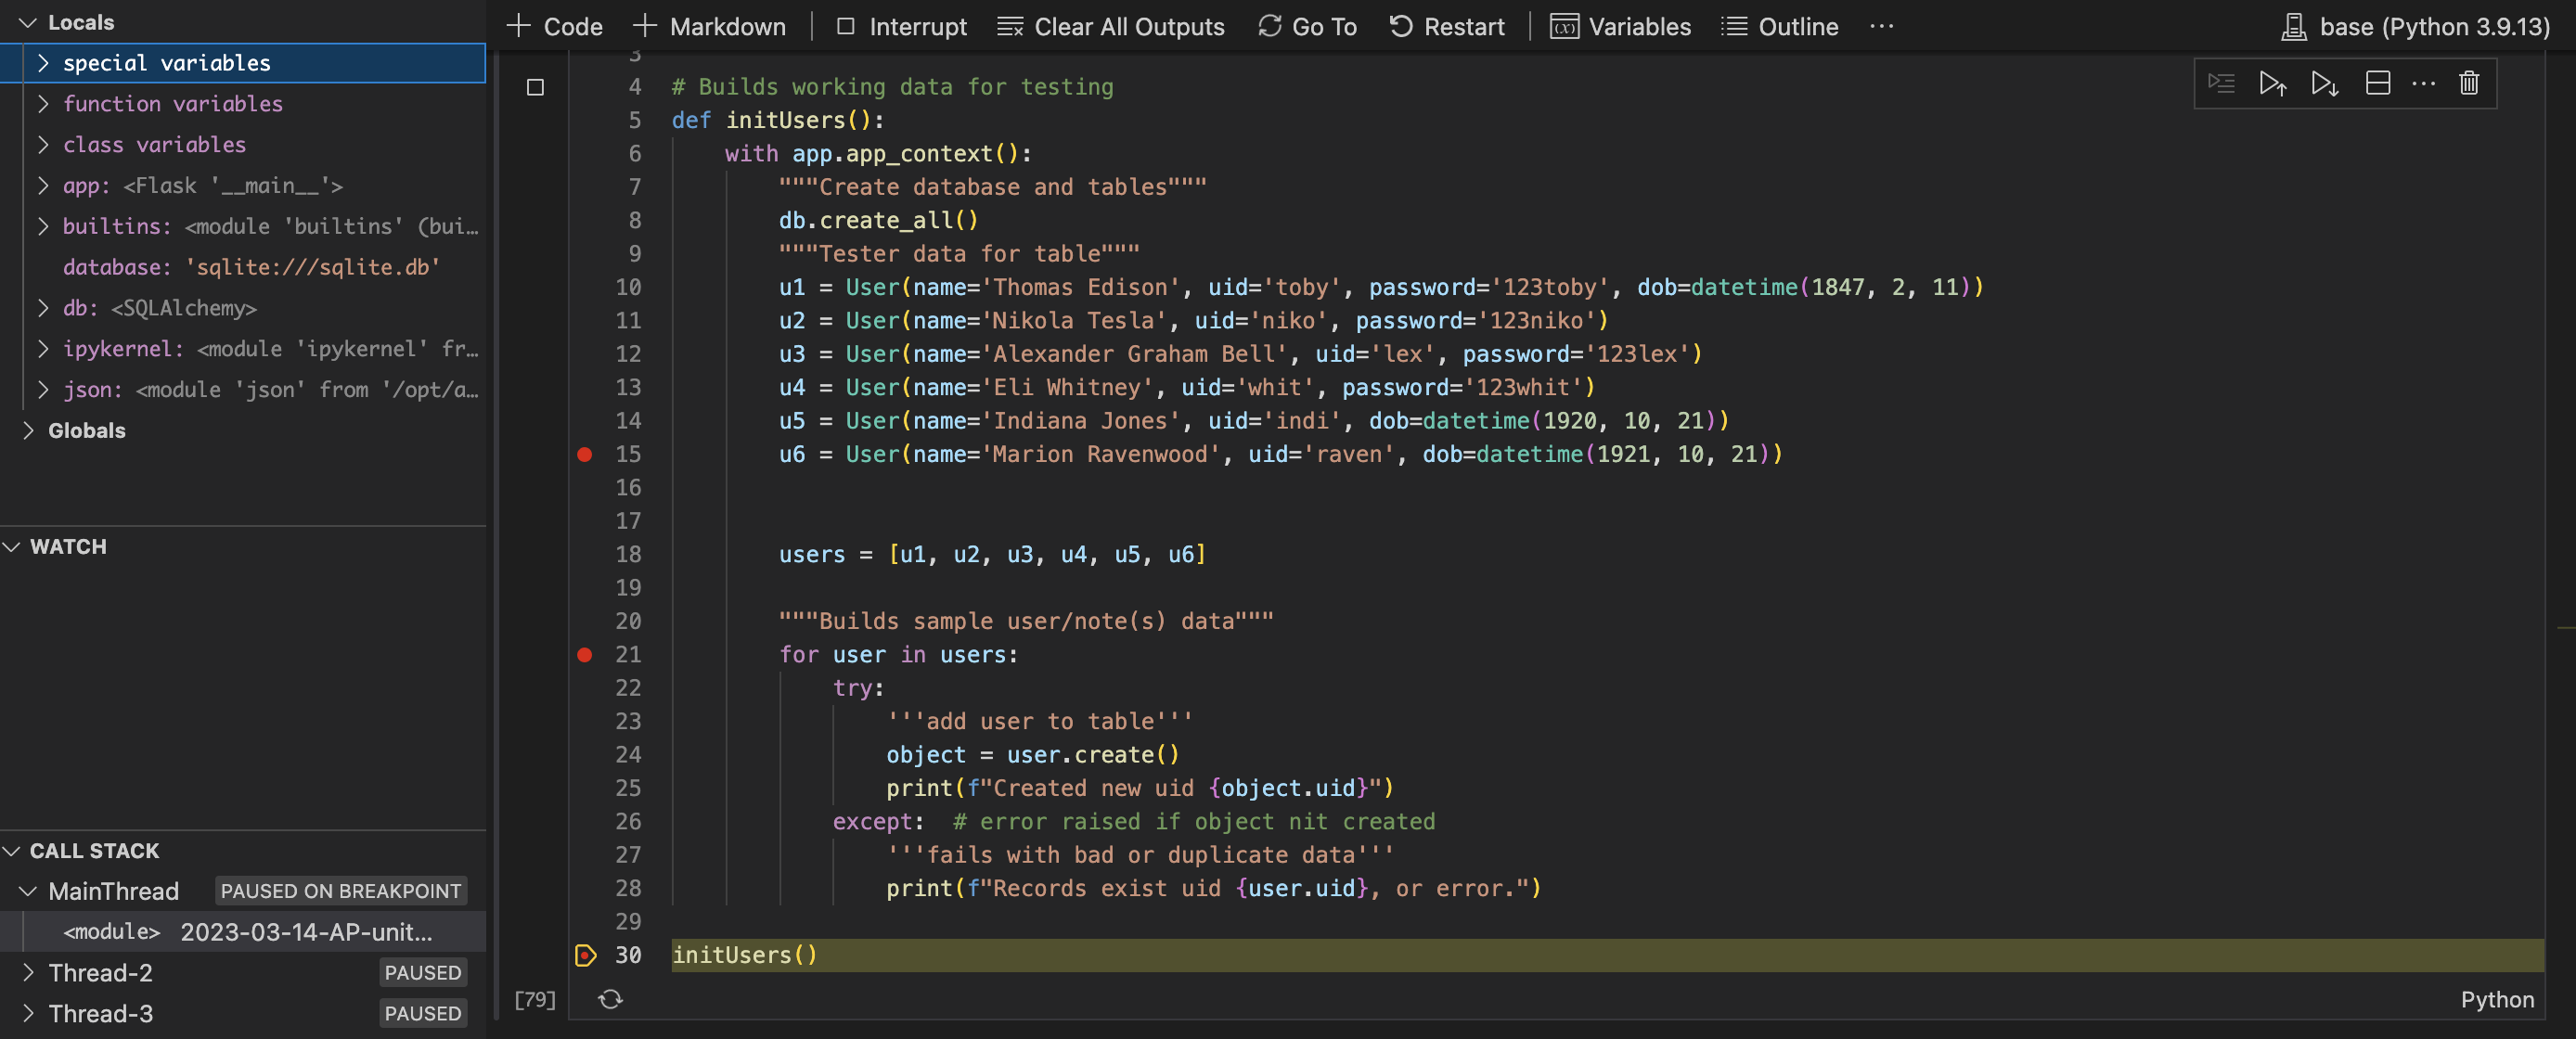 Locals
special variables
function variables
class variables
app: <Flask '__main__'>
builtins: <module 'builtins' (bui…
database: 'sqlite:///sqlite.db'
db: <SQLAlchemy>
ipykernel: <module 'ipykernel' fr…
json: <module 'json' from '/opt/a…
Globals
WATCH
CALL STACK
MainThread PAUSED ON BREAKPOINT
<module> 2023-03-14-AP-unit...
Thread-2 PAUSED
Thread-3 PAUSED
+ Code + Markdown Interrupt Clear All Outputs Go To Restart (x) Variables Outline ··· base (Python 3.9.13)
3
4 # Builds working data for testing
5 def initUsers():
6 with app.app_context():
7 """Create database and tables"""
8 db.create_all()
9 """Tester data for table"""
10 u1 = User(name='Thomas Edison', uid='toby', password='123toby', dob=datetime(1847, 2, 11))
11 u2 = User(name='Nikola Tesla', uid='niko', password='123niko')
12 u3 = User(name='Alexander Graham Bell', uid='lex', password='123lex')
13 u4 = User(name='Eli Whitney', uid='whit', password='123whit')
14 u5 = User(name='Indiana Jones', uid='indi', dob=datetime(1920, 10, 21))
15 u6 = User(name='Marion Ravenwood', uid='raven', dob=datetime(1921, 10, 21))
16
17
18 users = [u1, u2, u3, u4, u5, u6]
19
20 """Builds sample user/note(s) data"""
21 for user in users:
22 try:
23 '''add user to table'''
24 object = user.create()
25 print(f"Created new uid {object.uid}")
26 except: # error raised if object nit created
27 '''fails with bad or duplicate data'''
28 print(f"Records exist uid {user.uid}, or error.")
29
30 initUsers()
[79] Python